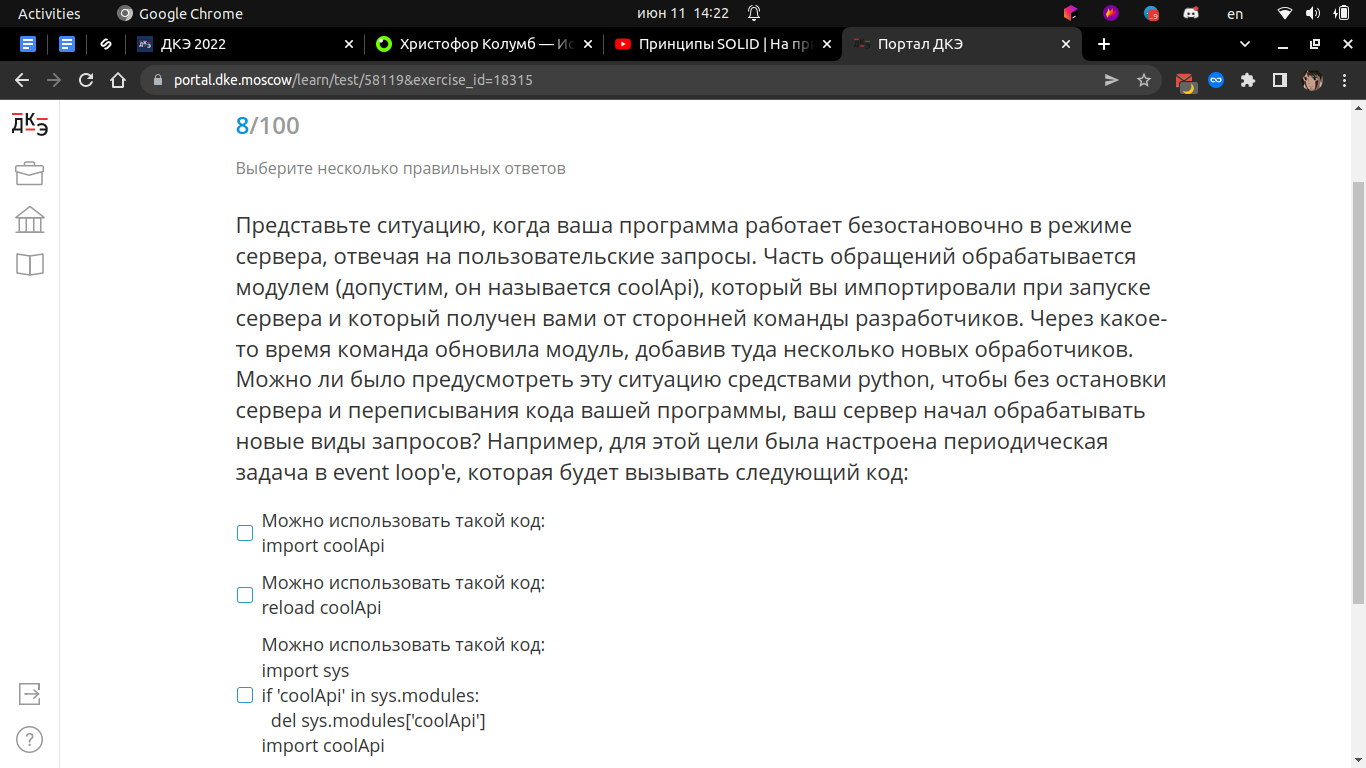 Activities
Google Chrome
июн 11 14:22
en
ДКЭ 2022
Христофор Колумб — Ис
Принципы SOLID | На пр
Портал ДКЭ
portal.dke.moscow/learn/test/58119&exercise_id=18315
ДКЭ
8/100
Выберите несколько правильных ответов
Представьте ситуацию, когда ваша программа работает безостановочно в режиме
сервера, отвечая на пользовательские запросы. Часть обращений обрабатывается
модулем (допустим, он называется coolApi), который вы импортировали при запуске
сервера и который получен вами от сторонней команды разработчиков. Через какое-
то время команда обновила модуль, добавив туда несколько новых обработчиков.
Можно ли было предусмотреть эту ситуацию средствами python, чтобы без остановки
сервера и переписывания кода вашей программы, ваш сервер начал обрабатывать
новые виды запросов? Например, для этой цели была настроена периодическая
задача в event loop'е, которая будет вызывать следующий код:
Можно использовать такой код:
import coolApi
Можно использовать такой код:
reload coolApi
Можно использовать такой код:
import sys
if 'coolApi' in sys.modules:
del sys.modules['coolApi']
import coolApi